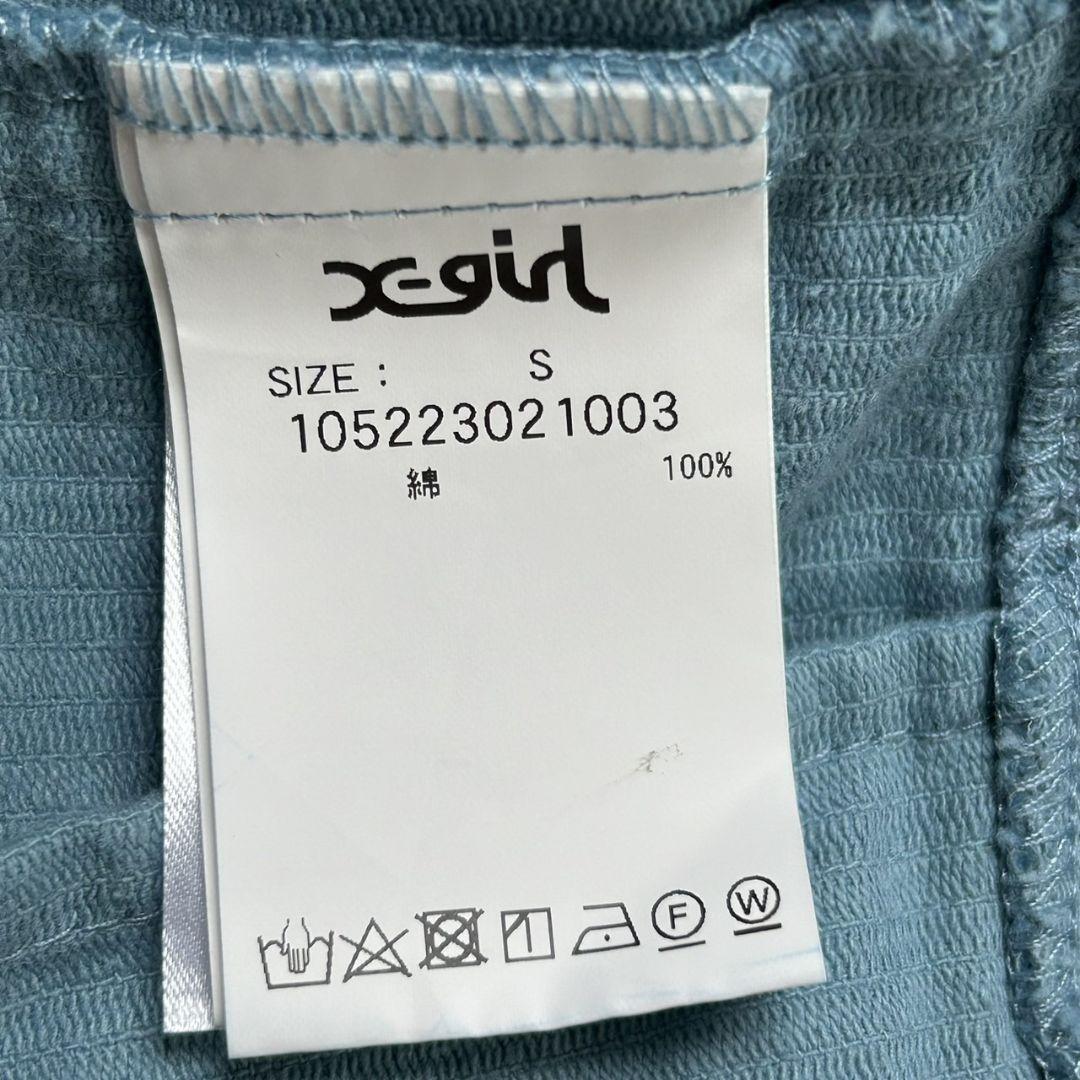 X-girl
SIZE : S
105223021003
綿 100%
F W